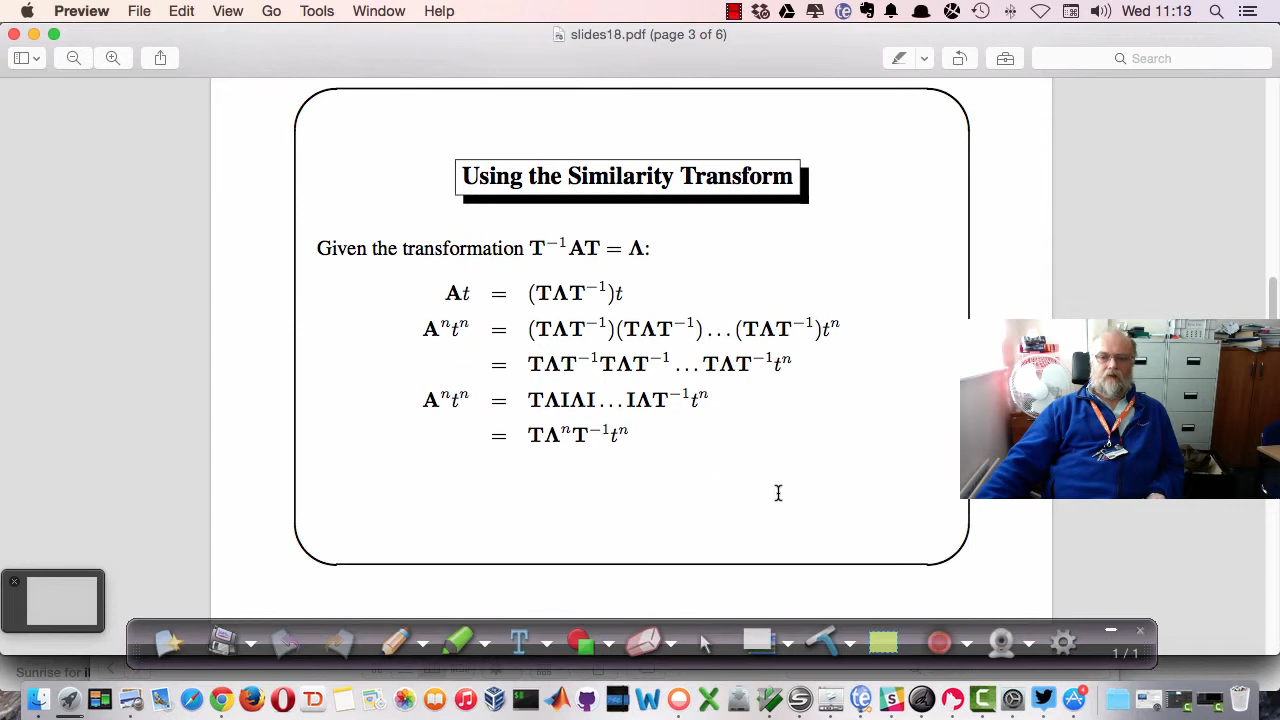 Preview File Edit View Go Tools Window Help Wed 11:13
slides18.pdf (page 3 of 6)
Search
Using the Similarity Transform
Given the transformation T⁻¹AT = Λ:
At = (TΛT⁻¹)t
Aⁿtⁿ = (TΛT⁻¹)(TΛT⁻¹)...(TΛT⁻¹)tⁿ
= TΛT⁻¹TΛT⁻¹...TΛT⁻¹tⁿ
Aⁿtⁿ = TΛIΛI...IΛT⁻¹tⁿ
= TΛⁿT⁻¹tⁿ
1 / 1
Sunrise for